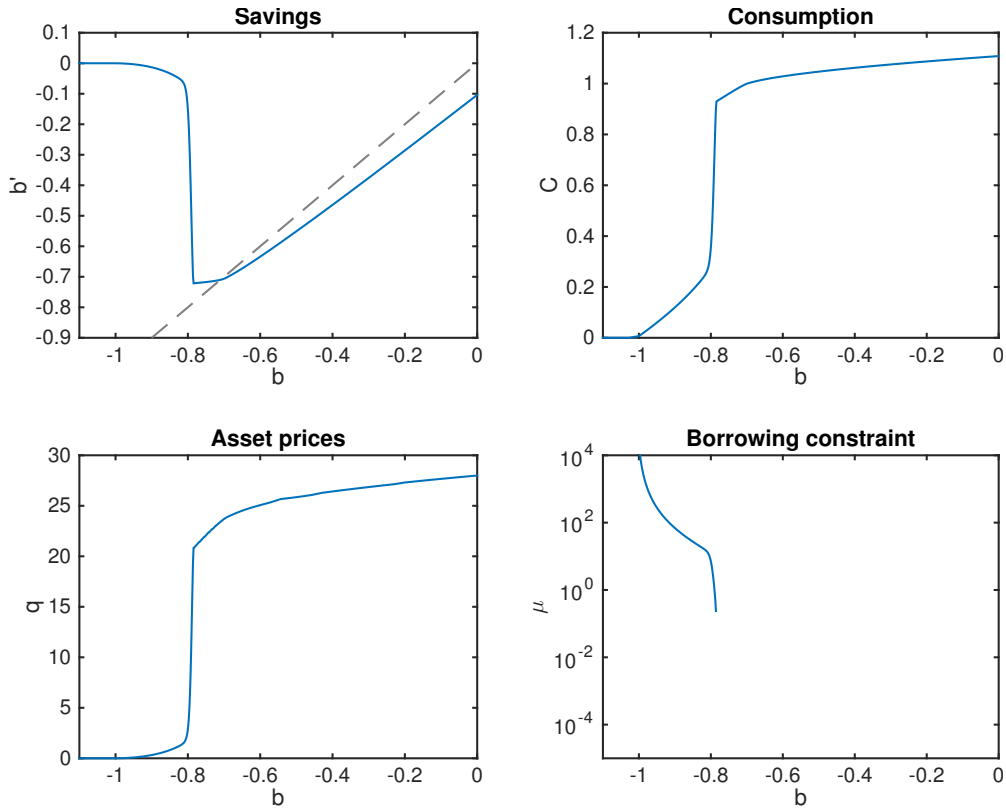 Savings
0.1
0
-0.1
-0.2
-0.3
-0.4
-0.5
-0.6
-0.7
-0.8
-0.9
b'
-1 -0.8 -0.6 -0.4 -0.2 0
b
Consumption
1.2
1
0.8
0.6
0.4
0.2
0
C
-1 -0.8 -0.6 -0.4 -0.2 0
b
Asset prices
30
25
20
15
10
5
0
q
-1 -0.8 -0.6 -0.4 -0.2 0
b
Borrowing constraint
10^4
10^2
10^0
10^-2
10^-4
μ
-1 -0.8 -0.6 -0.4 -0.2 0
b